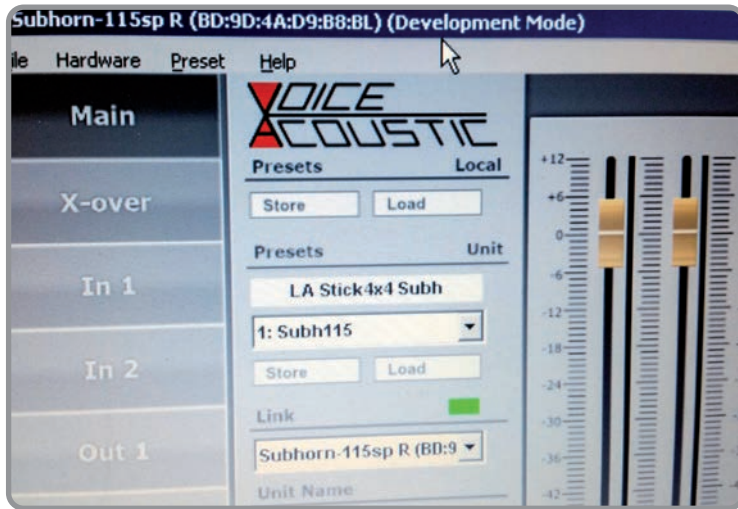 Subhorn-115sp R (BD:9D:4A:D9:B8:BL) (Development Mode)
ile Hardware Preset Help
Main
X-over
In 1
In 2
Out 1
VOICE
ACOUSTIC
Presets Local
Store Load
Presets Unit
LA Stick4x4 Subh
1: Subh115
Store Load
Link
Subhorn-115sp R (BD:9
Unit Name
+12
+6
0
-6
-12
-18
-24
-30
-36
-42